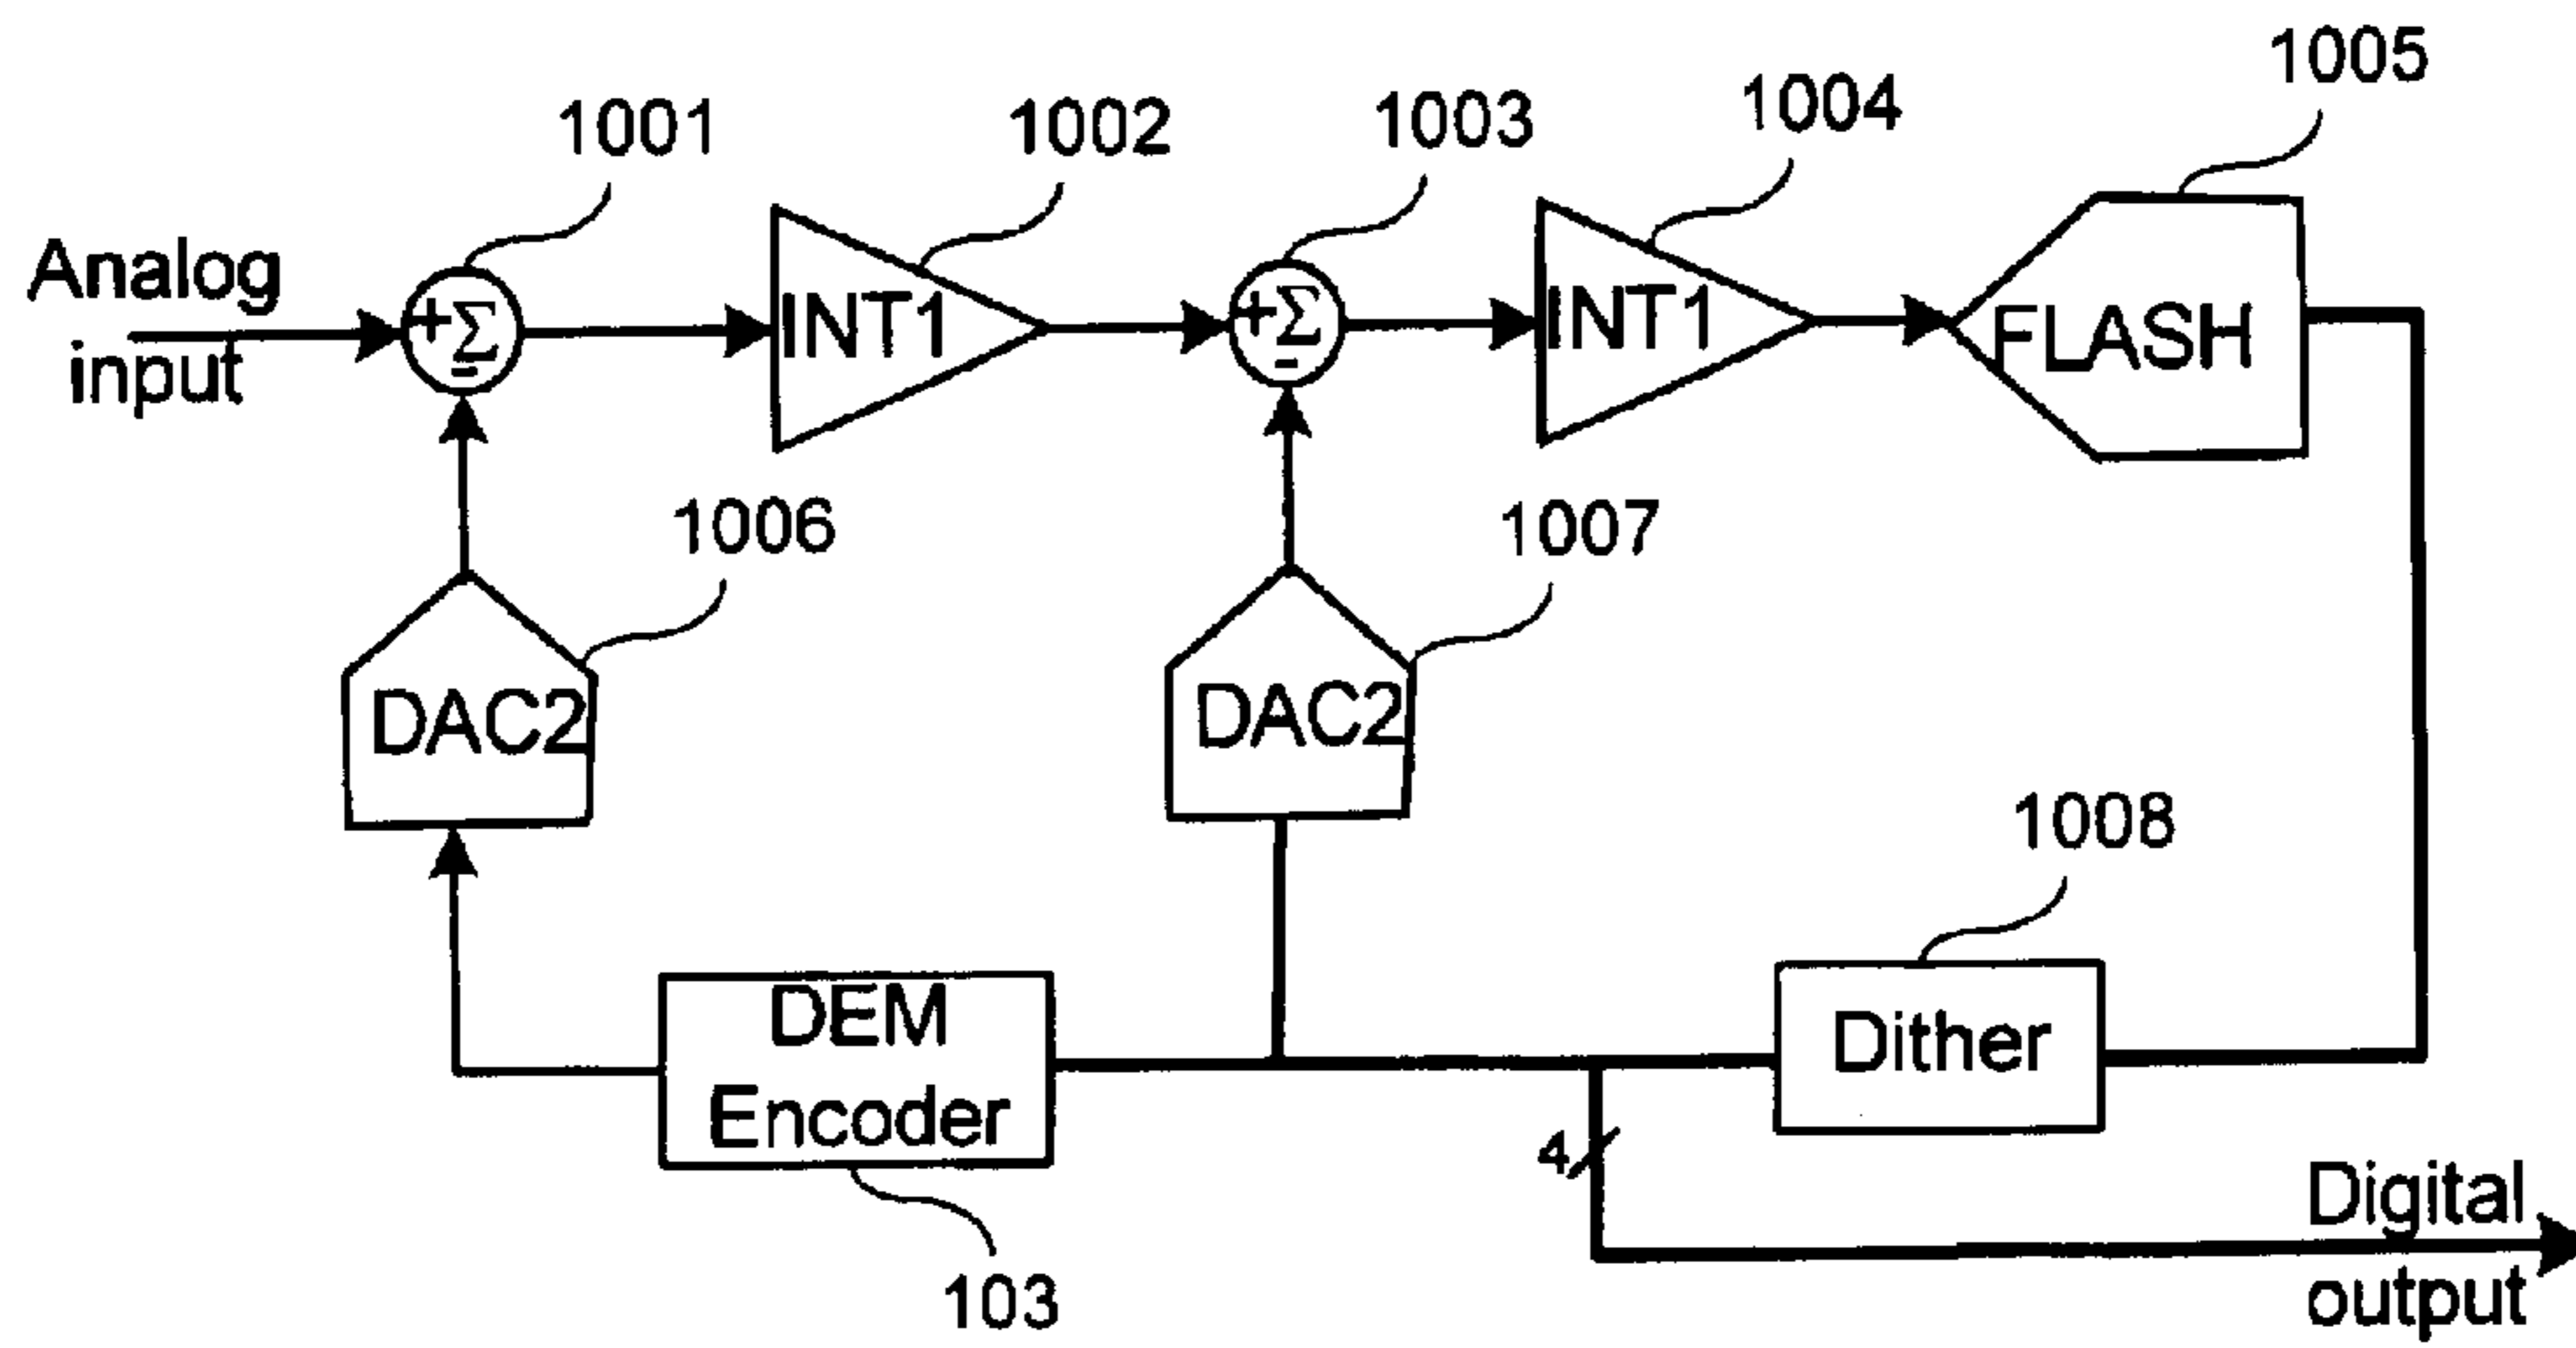 1005
1004
1003
1002
1001
Analog
input
+
Σ
-
INT1
+
Σ
-
INT1
FLASH
1006
1007
DAC2
DAC2
1008
DEM
Encoder
Dither
4
103
Digital
output